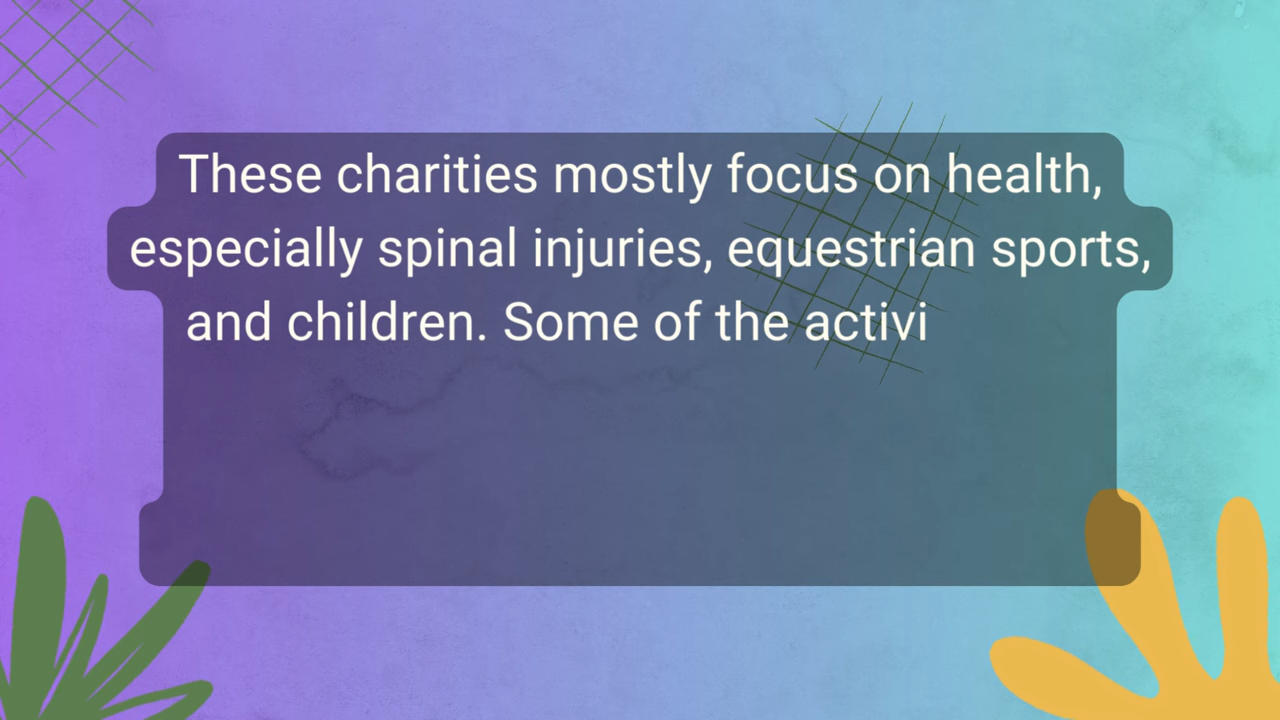 These charities mostly focus on health,
especially spinal injuries, equestrian sports,
and children. Some of the activi